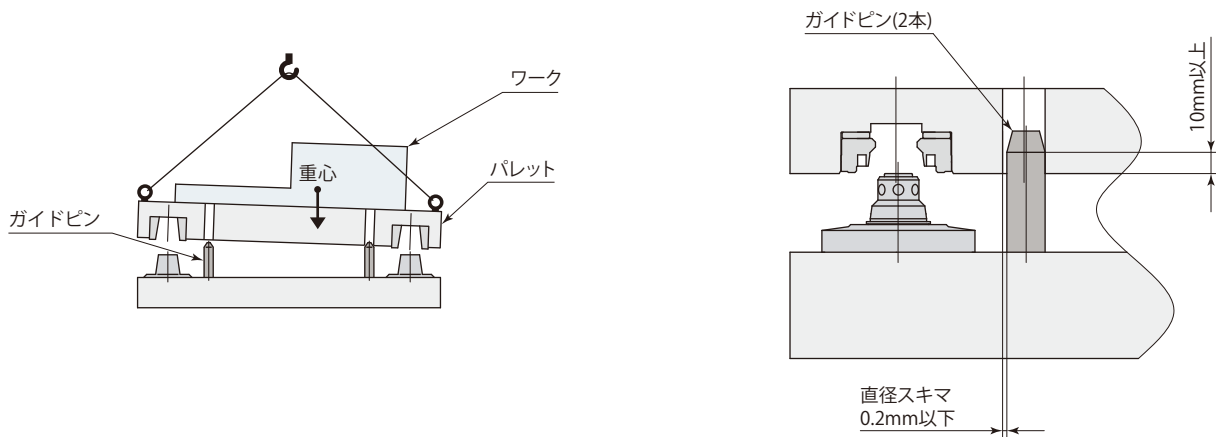 ワーク
重心
パレット
ガイドピン
ガイドピン(2本)
10mm以上
直径スキマ
0.2mm以下